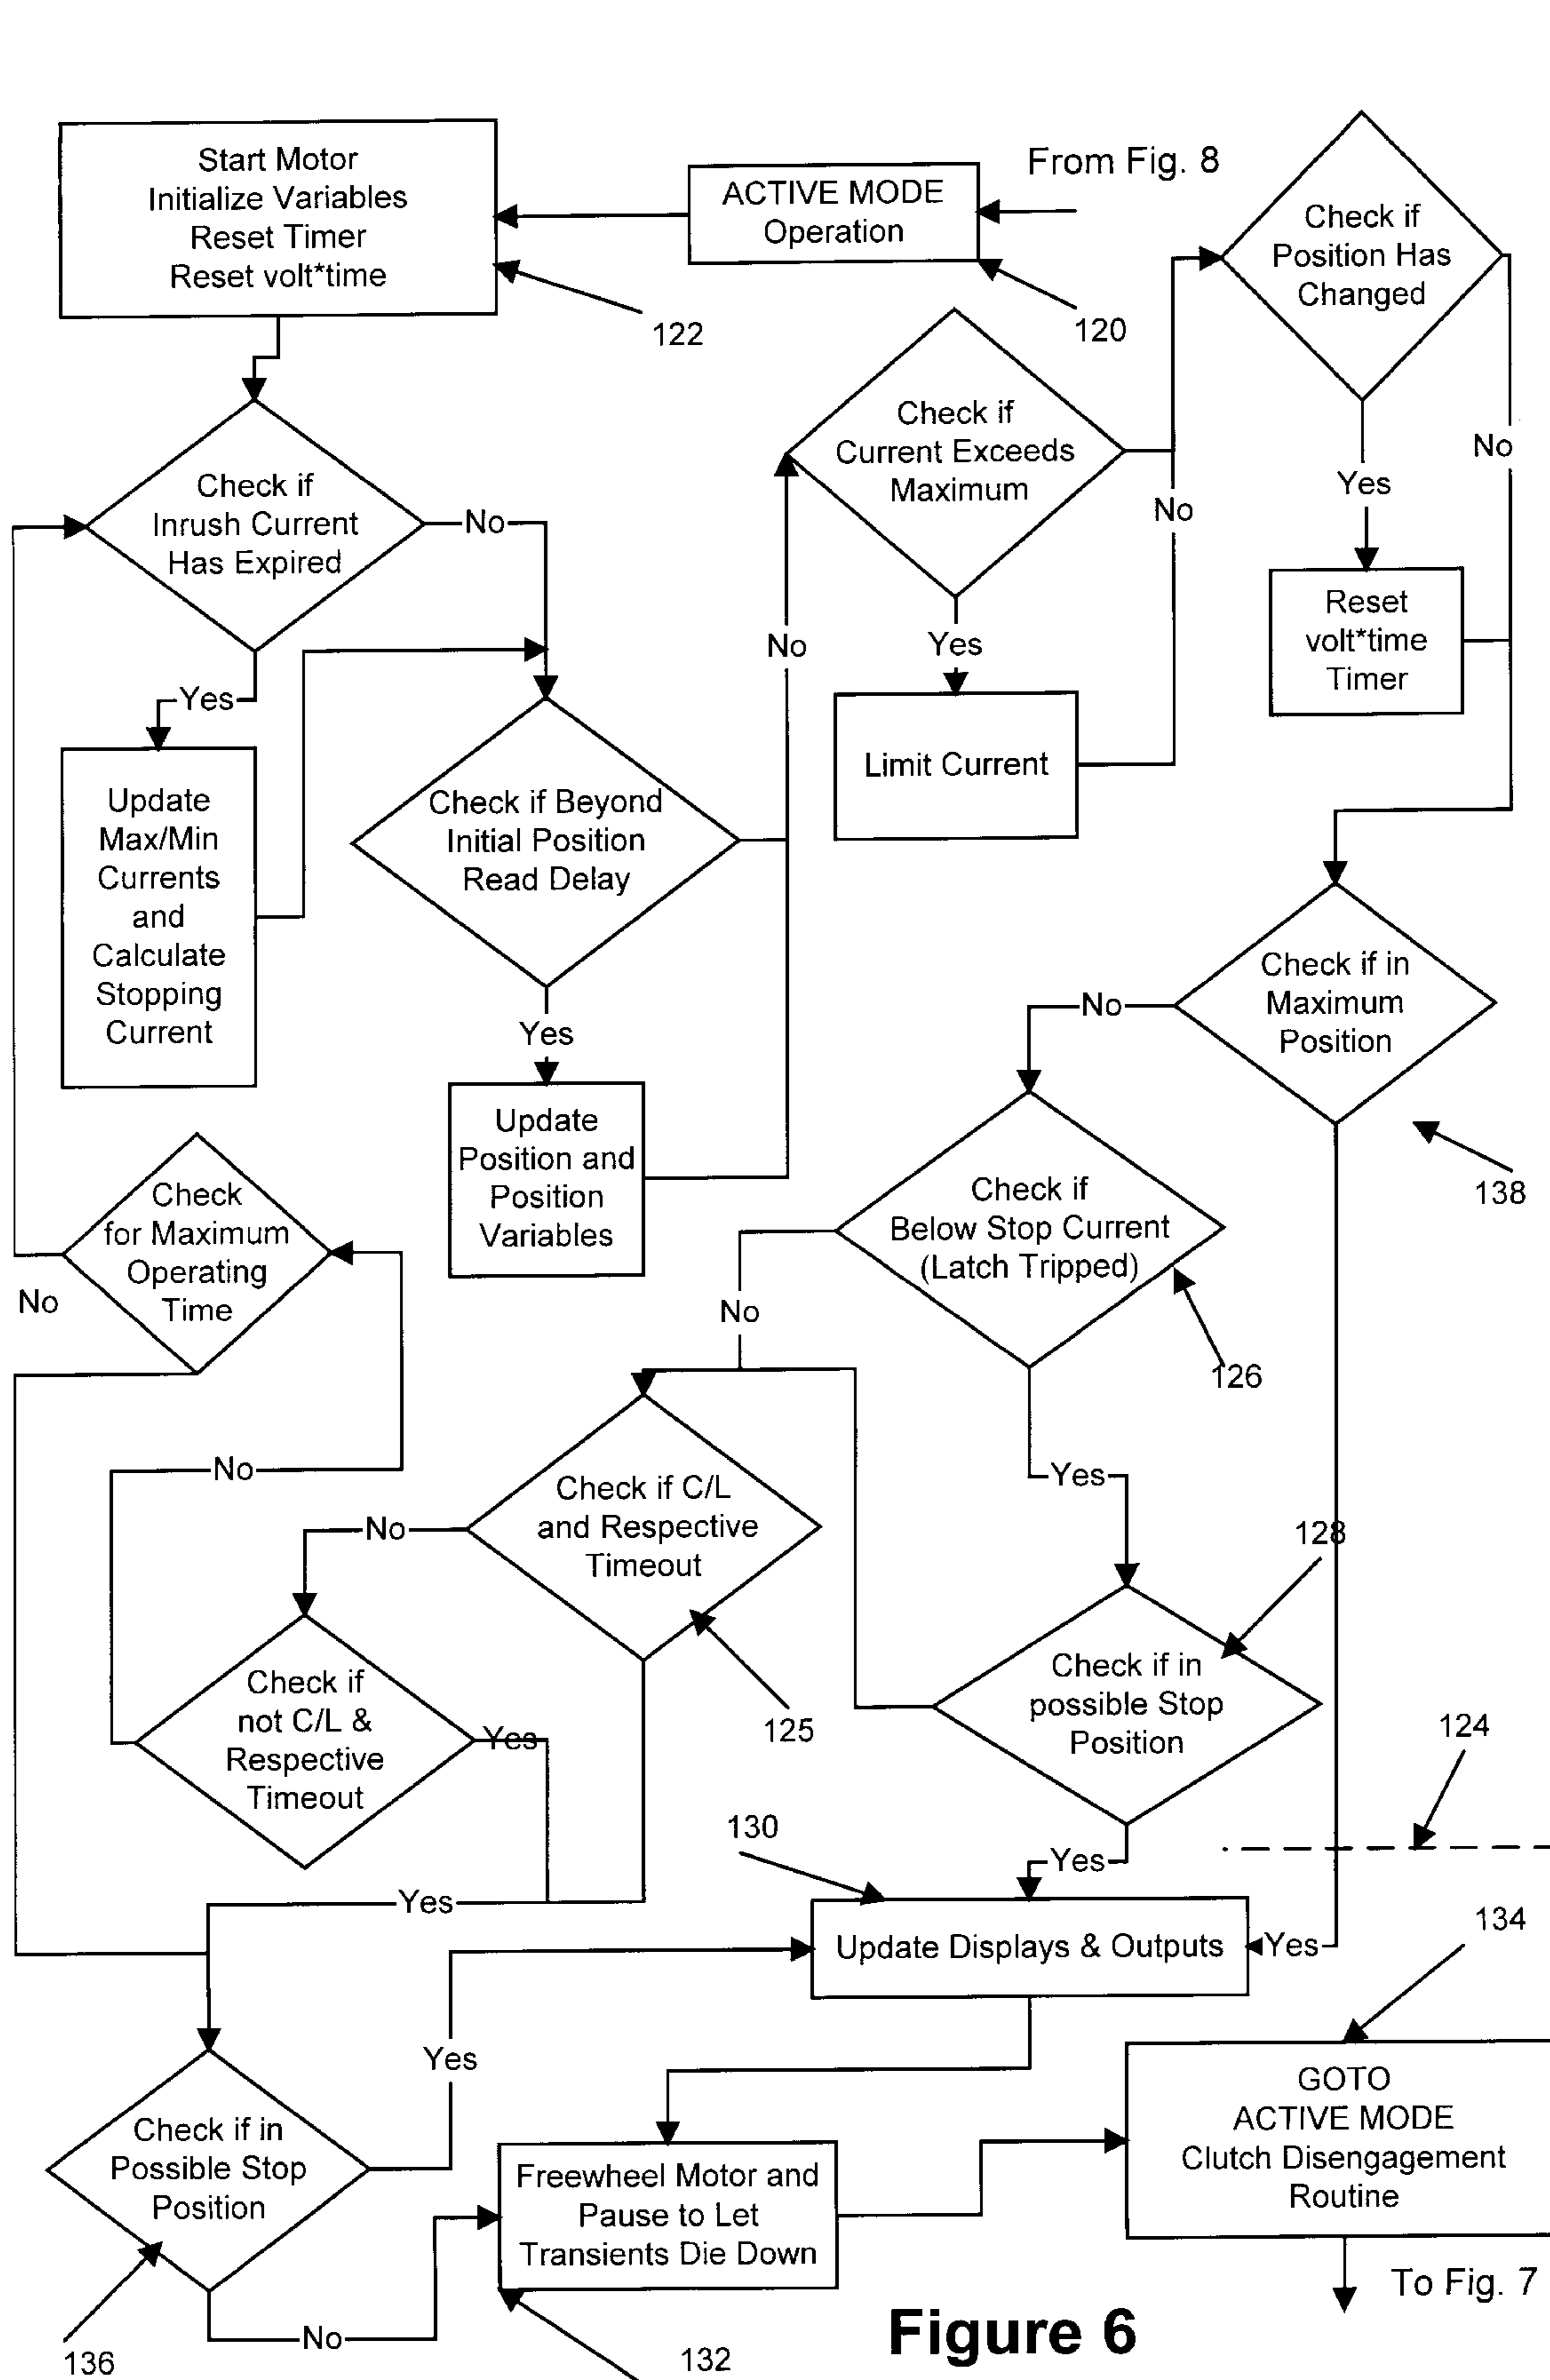 Start Motor
Initialize Variables
Reset Timer
Reset volt*time
122
ACTIVE MODE
Operation
From Fig. 8
120
Check if
Position Has
Changed
No
Yes
Reset
volt*time
Timer
Check if
Current Exceeds
Maximum
No
Yes
Limit Current
Check if
Inrush Current
Has Expired
No
Yes
Update
Max/Min
Currents
and
Calculate
Stopping
Current
No
Check if Beyond
Initial Position
Read Delay
Yes
Update
Position and
Position
Variables
Check if in
Maximum
Position
No
138
Check if
Below Stop Current
(Latch Tripped)
No
126
Yes
Check
for Maximum
Operating
Time
No
No
Check if C/L
and Respective
Timeout
No
125
Check if
not C/L &
Respective
Timeout
Yes
128
Check if in
possible Stop
Position
124
130
Yes
Yes
Update Displays & Outputs
Yes
134
Yes
Check if in
Possible Stop
Position
136
No
Freewheel Motor and
Pause to Let
Transients Die Down
132
GOTO
ACTIVE MODE
Clutch Disengagement
Routine
To Fig. 7
Figure 6